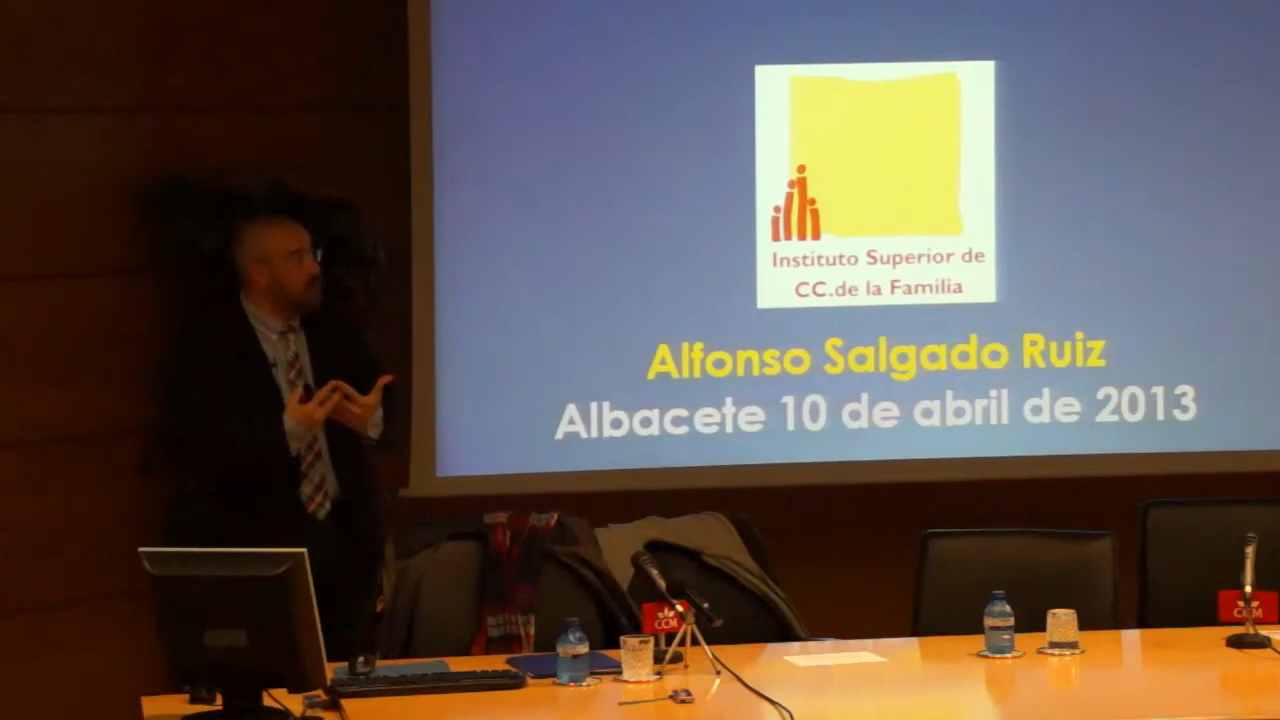 Instituto Superior de
CC.de la Familia
Alfonso Salgado Ruiz
Albacete 10 de abril de 2013
CCM
CCM